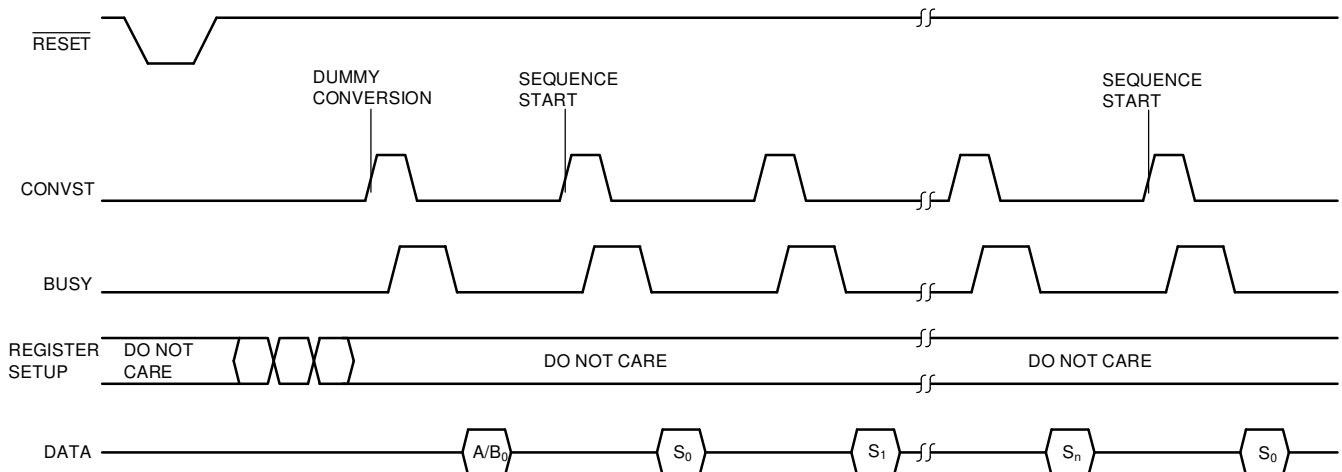 RESET
DUMMY
CONVERSION
SEQUENCE
START
SEQUENCE
START
CONVST
BUSY
REGISTER
SETUP
DO NOT
CARE
DO NOT CARE
DO NOT CARE
DATA
A/B₀
S₀
S₁
Sₙ
S₀